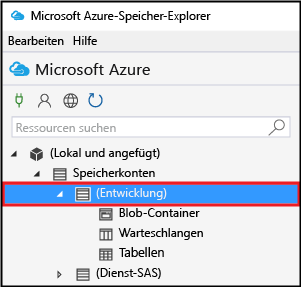 Microsoft Azure-Speicher-Explorer
Bearbeiten Hilfe
Microsoft Azure
Ressourcen suchen
(Lokal und angefügt)
Speicherkonten
(Entwicklung)
Blob-Container
Warteschlangen
Tabellen
(Dienst-SAS)